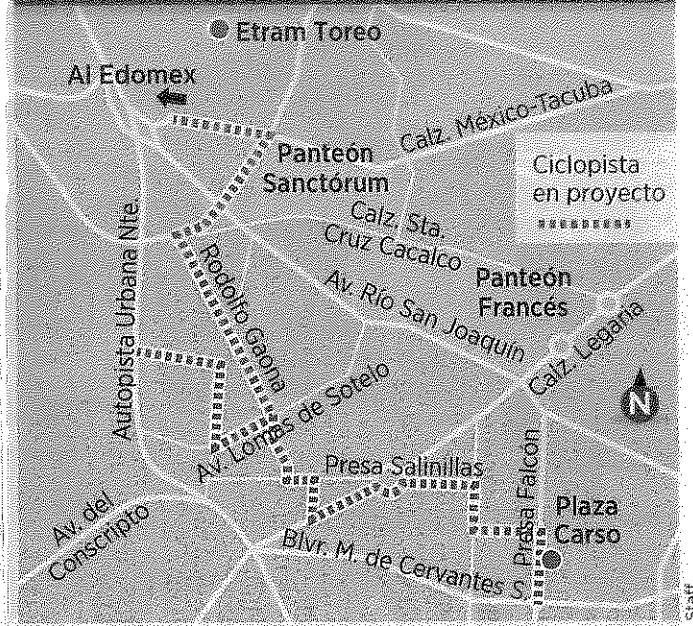 Etram Toreo
Al Edomex
Calz. México-Tacuba
Panteón
Sanctórum
Ciclopista
en proyecto
Calz. Sta.
Cruz Cacalco
Panteón
Francés
Autopista Urbana Nte.
Rodolfo Gaona
Av. Río San Joaquín
Calz. Legaria
N
Av. Lomas de Sotelo
Presa Salinillas
Presa Falcón
Plaza
Carso
Av. del
Conscripto
Blvr. M. de Cervantes S.
Staff